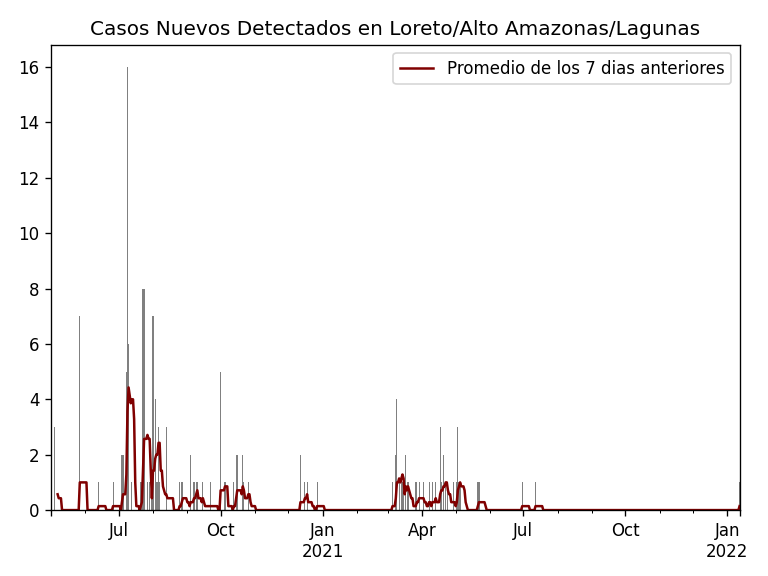 Casos Nuevos Detectados en Loreto/Alto Amazonas/Lagunas
Promedio de los 7 dias anteriores
16
14
12
10
8
6
4
2
0
Jul
Oct
Jan
2021
Apr
Jul
Oct
Jan
2022